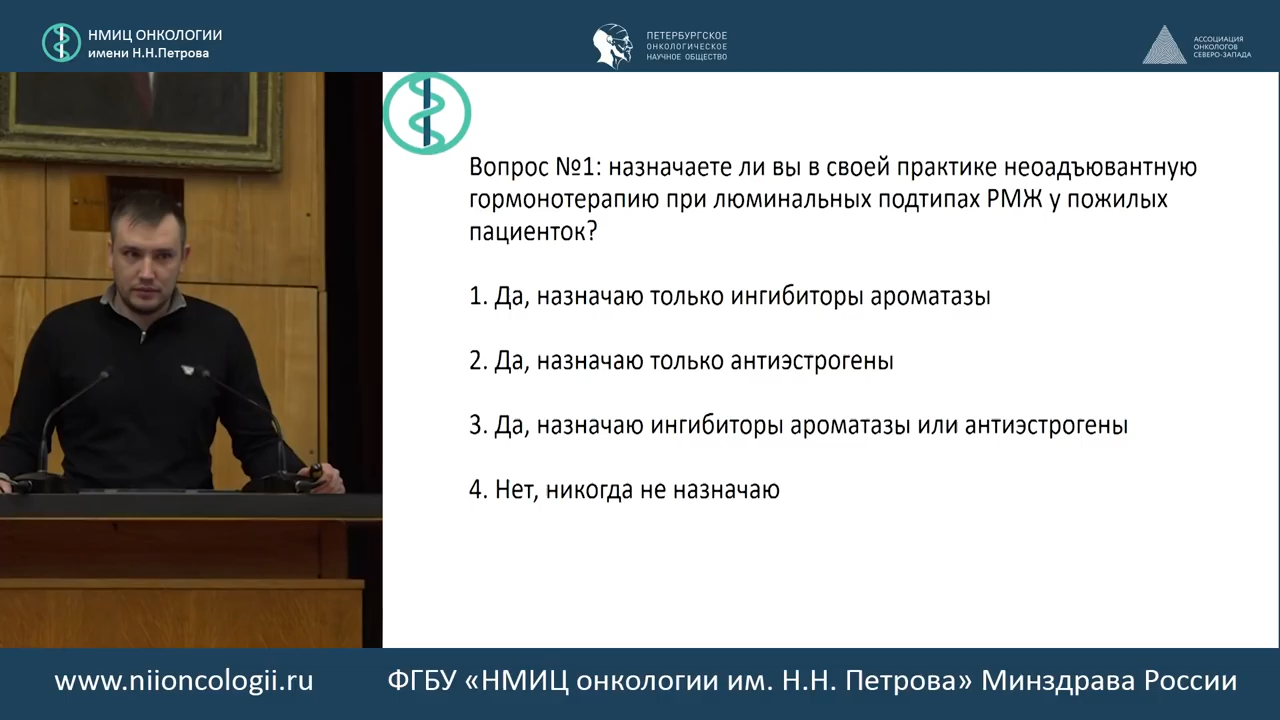 НМИЦ ОНКОЛОГИИ
имени Н.Н.Петрова
ПЕТЕРБУРГСКОЕ
ОНКОЛОГИЧЕСКОЕ
НАУЧНОЕ ОБЩЕСТВО
АССОЦИАЦИЯ
ОНКОЛОГОВ
СЕВЕРО-ЗАПАДА
Вопрос №1: назначаете ли вы в своей практике неоадъювантную
гормонотерапию при люминальных подтипах РМЖ у пожилых
пациенток?
1. Да, назначаю только ингибиторы ароматазы
2. Да, назначаю только антиэстрогены
3. Да, назначаю ингибиторы ароматазы или антиэстрогены
4. Нет, никогда не назначаю
www.niioncologii.ru
ФГБУ «НМИЦ онкологии им. Н.Н. Петрова» Минздрава России